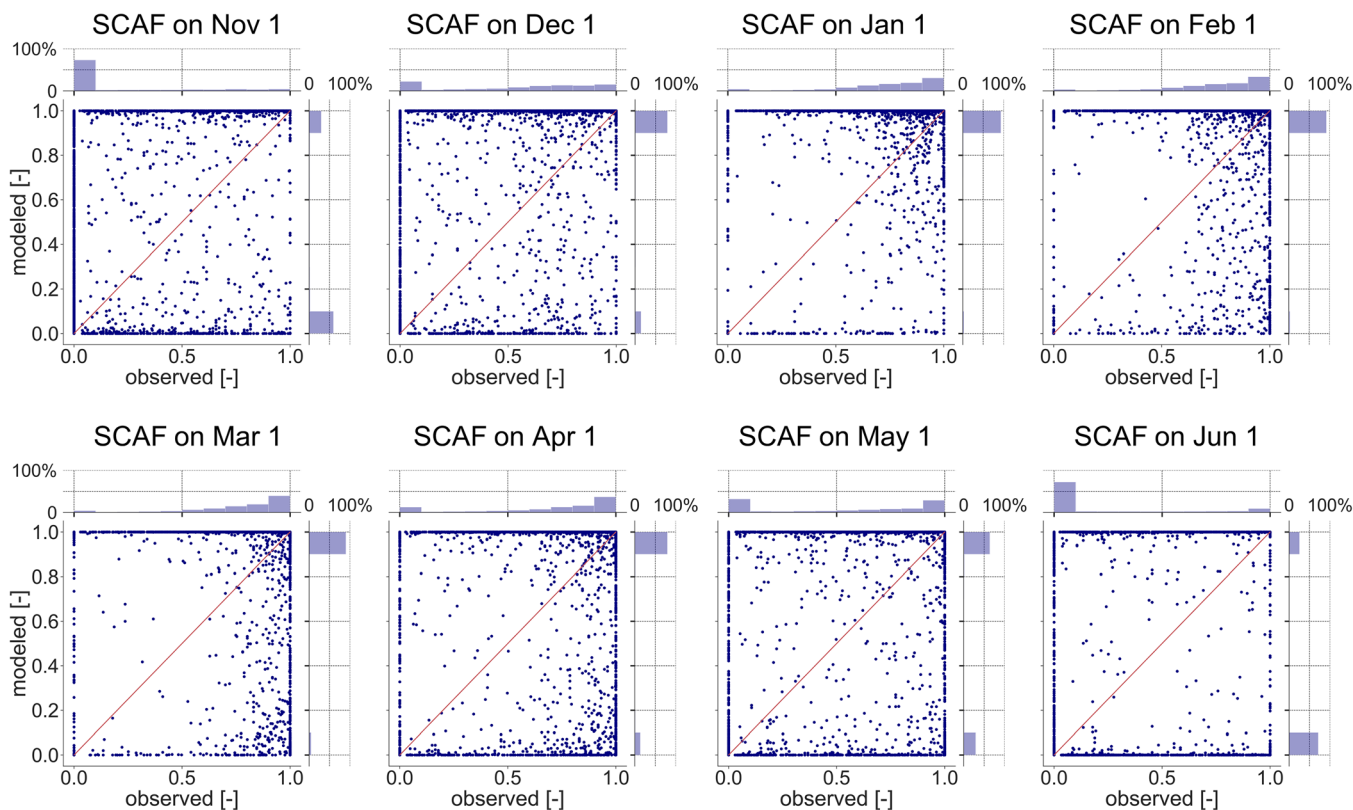 SCAF on Nov 1 SCAF on Dec 1 SCAF on Jan 1 SCAF on Feb 1
100%
0 0 100% 0 100% 0 100% 0 100%
1.0
0.8
0.6
0.4
0.2
0.0
modeled [-]
0.0 0.5 1.0 0.0 0.5 1.0 0.0 0.5 1.0 0.0 0.5 1.0
observed [-] observed [-] observed [-] observed [-]
SCAF on Mar 1 SCAF on Apr 1 SCAF on May 1 SCAF on Jun 1
100%
0 0 100% 0 100% 0 100% 0 100%
1.0
0.8
0.6
0.4
0.2
0.0
modeled [-]
0.0 0.5 1.0 0.0 0.5 1.0 0.0 0.5 1.0 0.0 0.5 1.0
observed [-] observed [-] observed [-] observed [-]